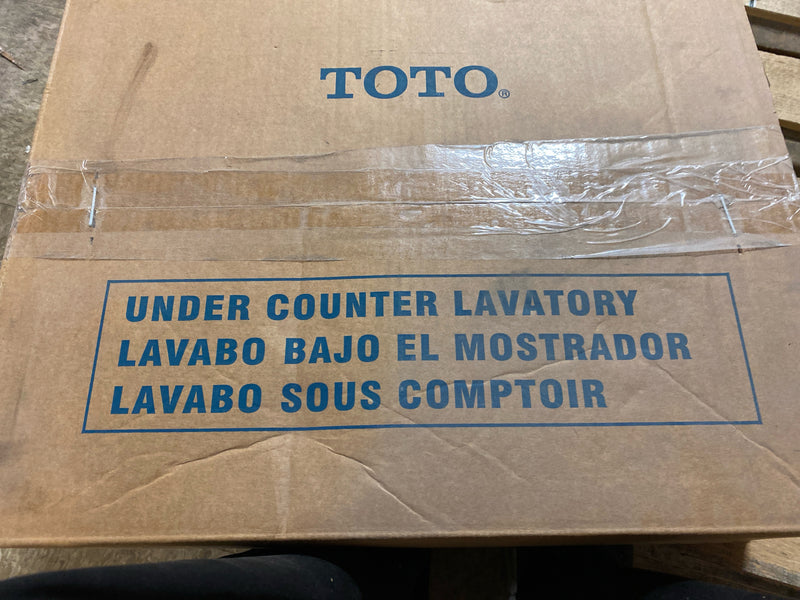 TOTO®
UNDER COUNTER LAVATORY
LAVABO BAJO EL MOSTRADOR
LAVABO SOUS COMPTOIR